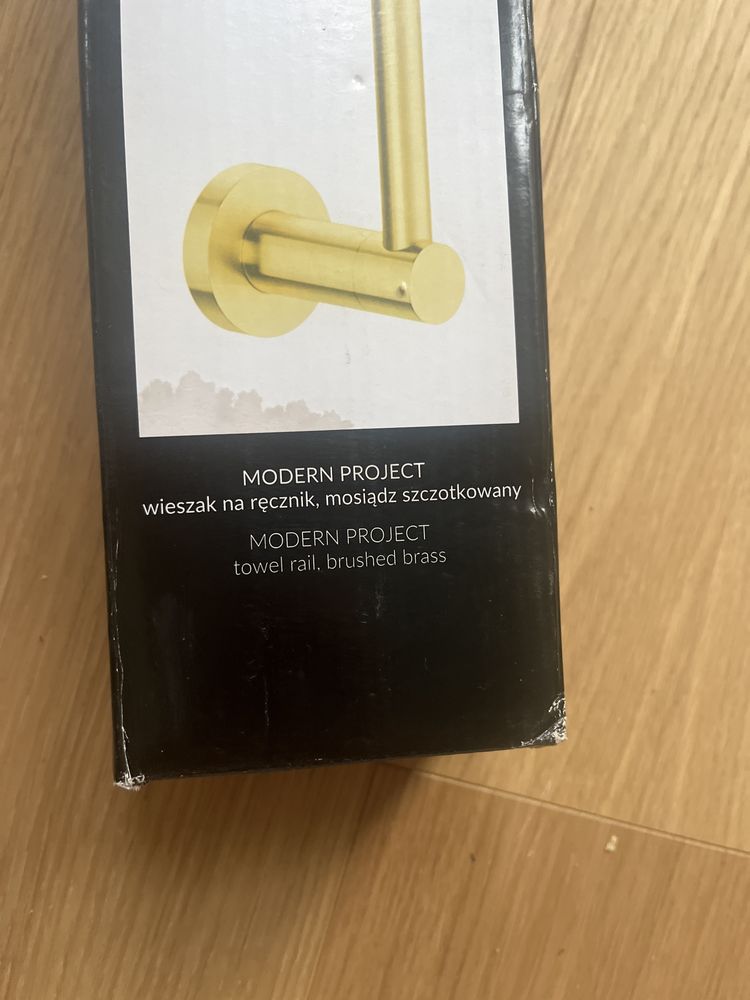 MODERN PROJECT
wieszak na ręcznik, mosiądz szczotkowany
MODERN PROJECT
towel rail, brushed brass